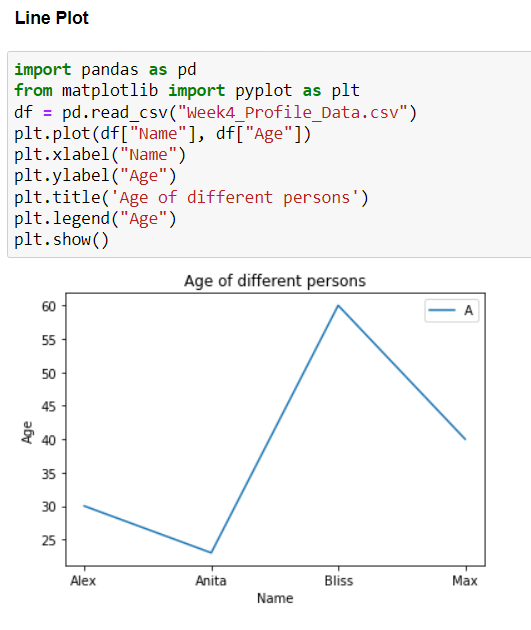 Line Plot
import pandas as pd
from matplotlib import pyplot as plt
df = pd.read_csv("Week4_Profile_Data.csv")
plt.plot(df["Name"], df["Age"])
plt.xlabel("Name")
plt.ylabel("Age")
plt.title('Age of different persons')
plt.legend("Age")
plt.show()
Age of different persons
A
60
55
50
45
40
35
30
25
Age
Alex Anita Bliss Max
Name